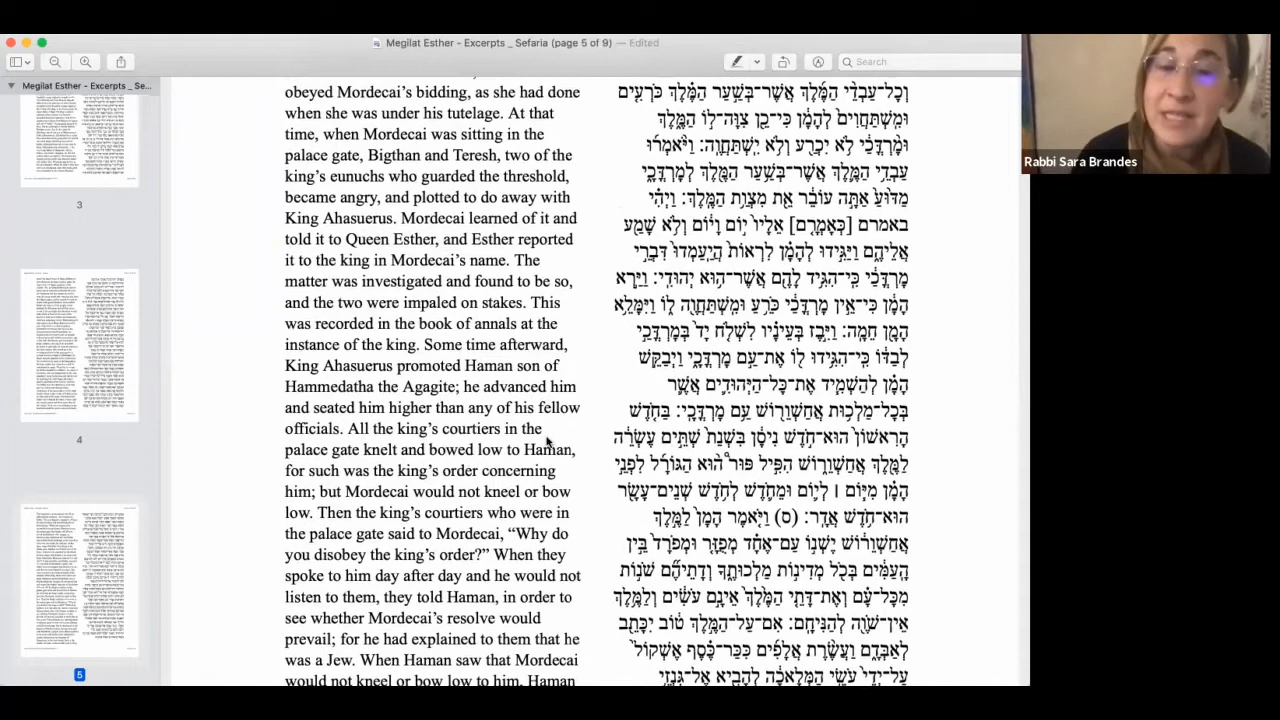 Megilat Esther - Excerpts _ Sefaria (page 5 of 9) — Edited
Search
Megilat Esther - Excerpts _ Se...
3
4
5
obeyed Mordecai's bidding, as she had done
when she was under his tutelage. At that
time, when Mordecai was sitting in the
palace gate, Bigthan and Teresh, two of the
king's eunuchs who guarded the threshold,
became angry, and plotted to do away with
King Ahasuerus. Mordecai learned of it and
told it to Queen Esther, and Esther reported
it to the king in Mordecai's name. The
matter was investigated and found to be so,
and the two were impaled on stakes. This
was recorded in the book of annals at the
instance of the king. Some time afterward,
King Ahasuerus promoted Haman son of
Hammedatha the Agagite; he advanced him
and seated him higher than any of his fellow
officials. All the king's courtiers in the
palace gate knelt and bowed low to Haman,
for such was the king's order concerning
him; but Mordecai would not kneel or bow
low. Then the king's courtiers who were in
the palace gate said to Mordecai, "Why do
you disobey the king's order?" When they
spoke to him day after day and he would not
listen to them, they told Haman, in order to
see whether Mordecai's resolve would
prevail; for he had explained to them that he
was a Jew. When Haman saw that Mordecai
would not kneel or bow low to him, Haman
וְכׇל־עַבְדֵ֨י הַמֶּ֜לֶךְ אֲשֶׁר־בְּשַׁ֣עַר הַמֶּ֗לֶךְ כֹּרְעִ֤ים
וּמִֽשְׁתַּחֲוִים֙ לְהָמָ֔ן כִּי־כֵ֖ן צִוָּה־ל֣וֹ הַמֶּ֑לֶךְ
וּמׇ֨רְדֳּכַ֔י לֹ֥א יִכְרַ֖ע וְלֹ֥א יִֽשְׁתַּחֲוֶֽה׃ וַיֹּ֨אמְר֜וּ
עַבְדֵ֥י הַמֶּ֛לֶךְ אֲשֶׁר־בְּשַׁ֥עַר הַמֶּ֖לֶךְ לְמׇרְדֳּכָ֑י
מַדּ֙וּעַ֙ אַתָּ֣ה עוֹבֵ֔ר אֵ֖ת מִצְוַ֥ת הַמֶּֽלֶךְ׃ וַיְהִ֗י
באמרם [כְּאׇמְרָ֤ם] אֵלָיו֙ י֣וֹם וָי֔וֹם וְלֹ֥א שָׁמַ֖ע
אֲלֵיהֶ֑ם וַיַּגִּ֣ידוּ לְהָמָ֗ן לִרְאוֹת֙ הֲיַֽעַמְדוּ֙ דִּבְרֵ֣י
מׇרְדֳּכַ֔י כִּֽי־הִגִּ֥יד לָהֶ֖ם אֲשֶׁר־ה֥וּא יְהוּדִֽי׃ וַיַּ֣רְא
הָמָ֔ן כִּי־אֵ֣ין מׇרְדֳּכַ֔י כֹּרֵ֥עַ וּמִֽשְׁתַּחֲוֶ֖ה ל֑וֹ וַיִּמָּלֵ֥א
הָמָ֖ן חֵמָֽה׃ וַיִּ֣בֶז בְּעֵינָ֗יו לִשְׁלֹ֤חַ יָד֙ בְּמׇרְדֳּכַ֣י
לְבַדּ֔וֹ כִּֽי־הִגִּ֥ידוּ ל֖וֹ אֶת־עַ֣ם מׇרְדֳּכָ֑י וַיְבַקֵּ֣שׁ
הָמָ֗ן לְהַשְׁמִ֧יד אֶת־כׇּל־הַיְּהוּדִ֛ים אֲשֶׁ֛ר
בְּכׇל־מַלְכ֥וּת אֲחַשְׁוֵר֖וֹשׁ עַ֥ם מׇרְדֳּכָֽי׃ בַּחֹ֤דֶשׁ
הָרִאשׁוֹן֙ הוּא־חֹ֣דֶשׁ נִיסָ֔ן בִּשְׁנַת֙ שְׁתֵּ֣ים עֶשְׂרֵ֔ה
לַמֶּ֖לֶךְ אֲחַשְׁוֵר֑וֹשׁ הִפִּ֣יל פּוּר֩ ה֨וּא הַגּוֹרָ֜ל לִפְנֵ֣י
הָמָ֗ן מִיּ֧וֹם ׀ לְי֛וֹם וּמֵחֹ֛דֶשׁ לְחֹ֥דֶשׁ שְׁנֵים־עָשָׂ֖ר
הוּא־חֹ֥דֶשׁ אֲדָֽר׃ וַיֹּ֤אמֶר הָמָן֙ לַמֶּ֣לֶךְ
אֲחַשְׁוֵר֔וֹשׁ יֶשְׁנ֣וֹ עַם־אֶחָ֗ד מְפֻזָּ֤ר וּמְפֹרָד֙ בֵּ֣ין
הָֽעַמִּ֔ים בְּכֹ֖ל מְדִינ֣וֹת מַלְכוּתֶ֑ךָ וְדָתֵיהֶ֞ם שֹׁנ֣וֹת
מִכׇּל־עָ֗ם וְאֶת־דָּתֵ֤י הַמֶּ֙לֶךְ֙ אֵינָ֣ם עֹשִׂ֔ים וְלַמֶּ֥לֶךְ
אֵין־שֹׁוֶ֖ה לְהַנִּיחָֽם׃ אִם־עַל־הַמֶּ֣לֶךְ ט֔וֹב יִכָּתֵ֖ב
לְאַבְּדָ֑ם וַעֲשֶׂ֨רֶת אֲלָפִ֜ים כִּכַּר־כֶּ֗סֶף אֶשְׁקוֹל֙
עַל־יְדֵי֙ עֹשֵׂ֣י הַמְּלָאכָ֔ה לְהָבִ֖יא אֶל־גִּנְזֵ֥י
Rabbi Sara Brandes